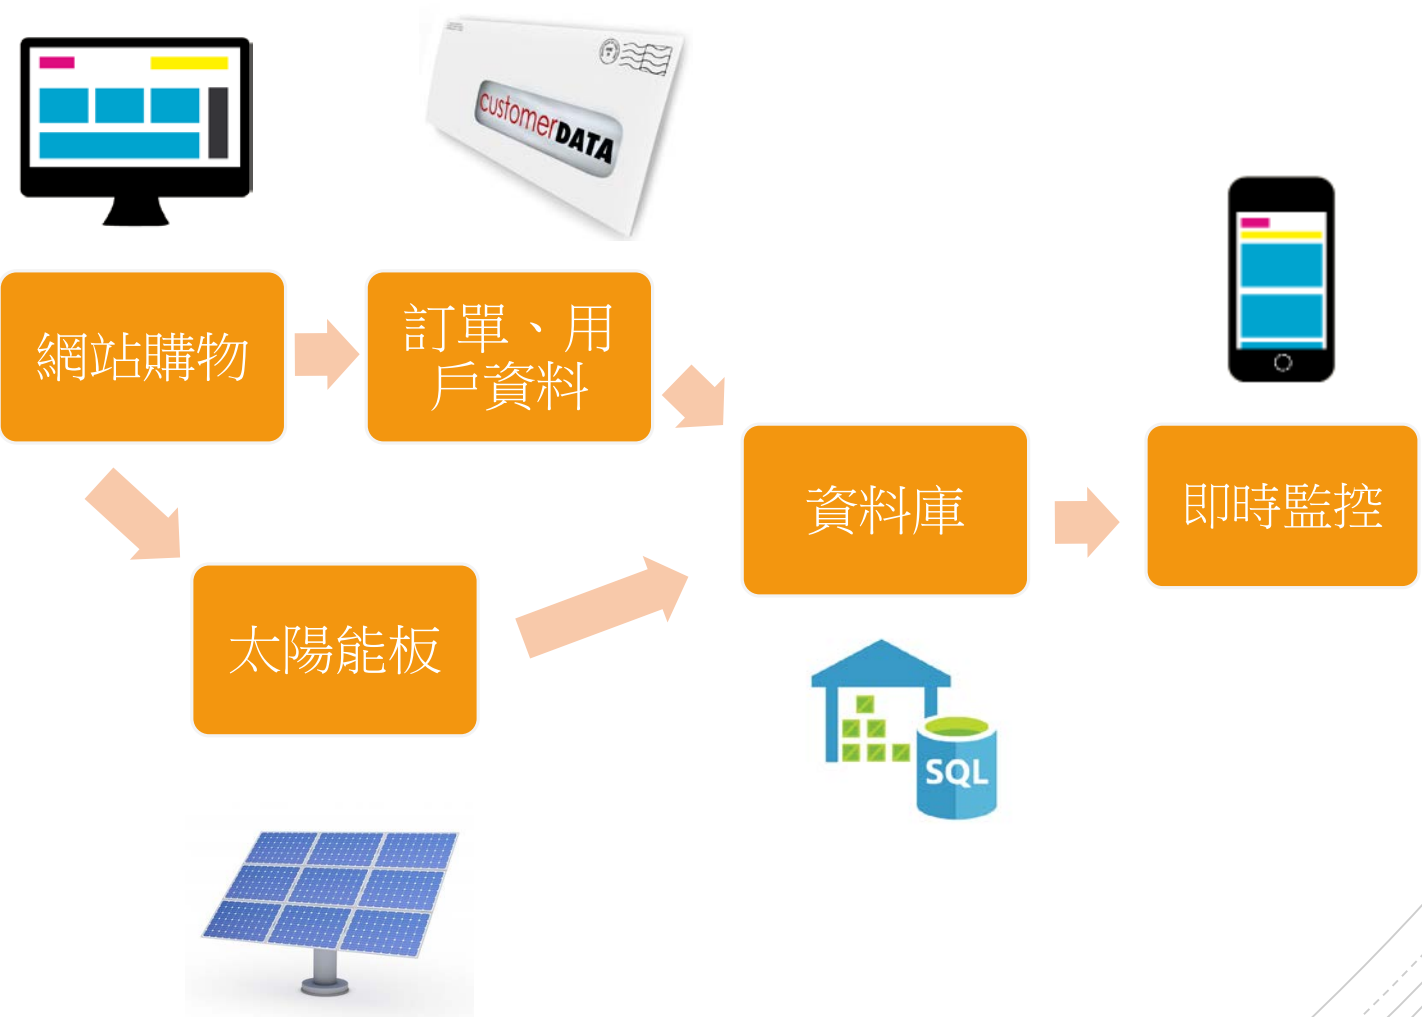 customerDATA
網站購物
訂單、用
戶資料
資料庫
即時監控
太陽能板
SQL